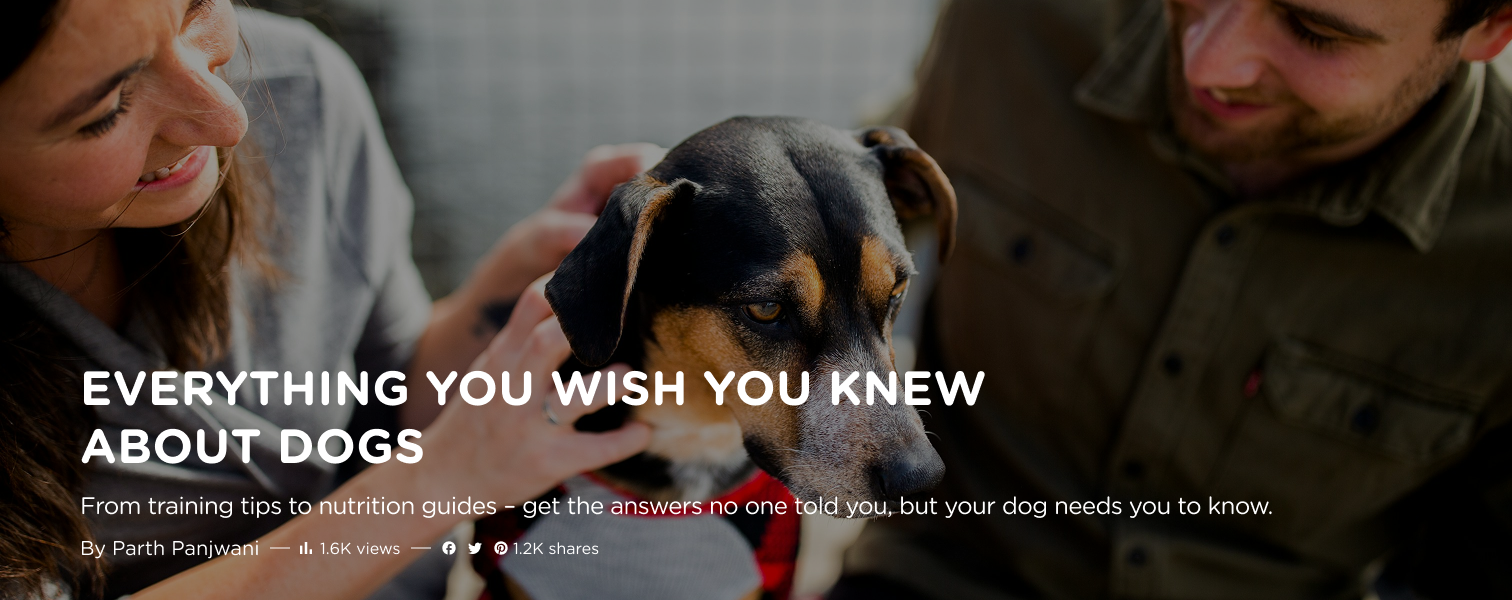 EVERYTHING YOU WISH YOU KNEW
ABOUT DOGS
From training tips to nutrition guides – get the answers no one told you, but your dog needs you to know.
By Parth Panjwani — 1.6K views — 1.2K shares